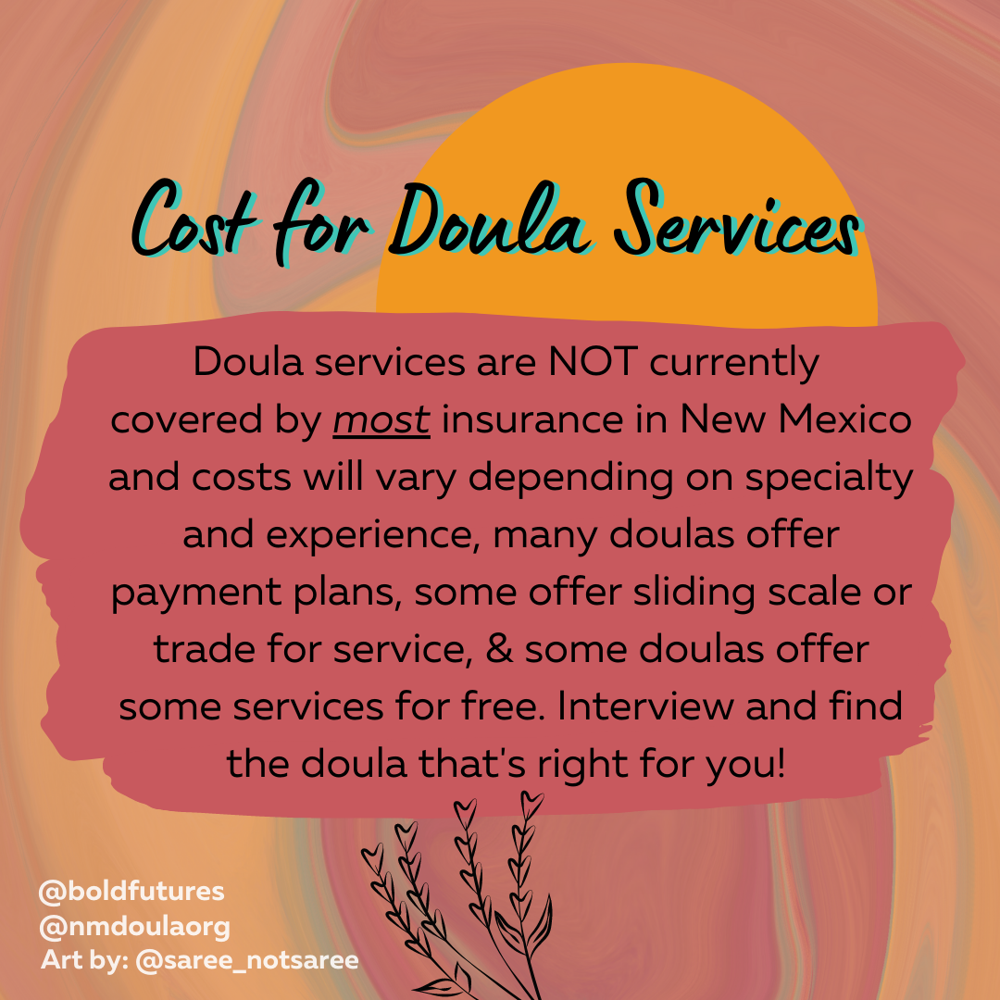 Cost for Doula Services
Doula services are NOT currently
covered by most insurance in New Mexico
and costs will vary depending on specialty
and experience, many doulas offer
payment plans, some offer sliding scale or
trade for service, & some doulas offer
some services for free. Interview and find
the doula that's right for you!
@boldfutures
@nmdoulaorg
Art by: @saree_notsaree